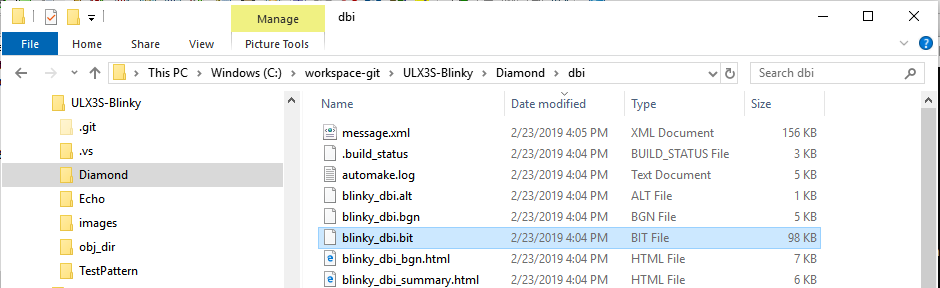 Manage dbi
File Home Share View Picture Tools
This PC Windows (C:) workspace-git ULX3S-Blinky Diamond dbi Search dbi
ULX3S-Blinky
.git
.vs
Diamond
Echo
images
obj_dir
TestPattern
Name Date modified Type Size
message.xml 2/23/2019 4:05 PM XML Document 156 KB
.build_status 2/23/2019 4:04 PM BUILD_STATUS File 3 KB
automake.log 2/23/2019 4:04 PM Text Document 5 KB
blinky_dbi.alt 2/23/2019 4:04 PM ALT File 1 KB
blinky_dbi.bgn 2/23/2019 4:04 PM BGN File 5 KB
blinky_dbi.bit 2/23/2019 4:04 PM BIT File 98 KB
blinky_dbi_bgn.html 2/23/2019 4:04 PM HTML File 7 KB
blinky_dbi_summary.html 2/23/2019 4:04 PM HTML File 6 KB